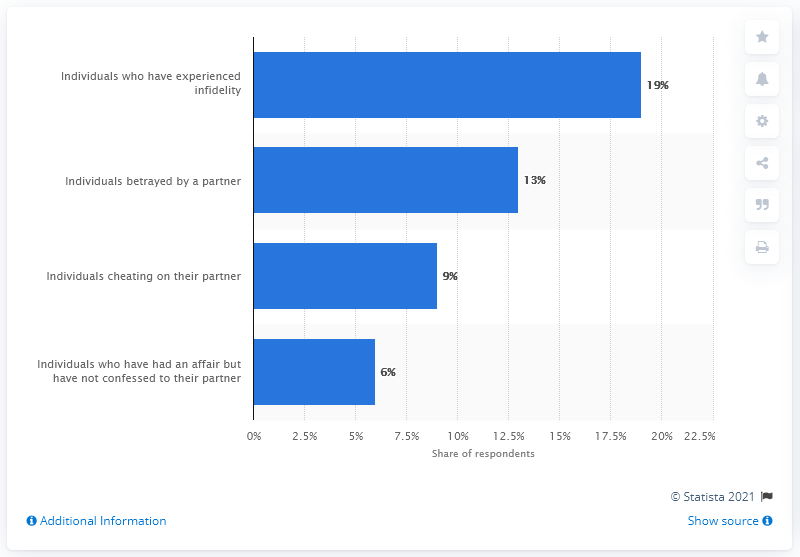 Individuals who have experienced
infidelity
19%
Individuals betrayed by a partner
13%
Individuals cheating on their partner
9%
Individuals who have had an affair but
have not confessed to their partner
6%
0% 2.5% 5% 7.5% 10% 12.5% 15% 17.5% 20% 22.5%
Share of respondents
© Statista 2021
Additional Information
Show source